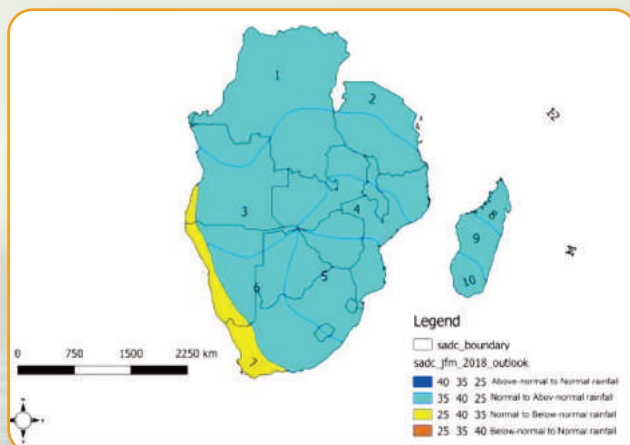 1
2
12
3
4
8
9
14
10
6
5
7
0 750 1500 2250 km
Legend
sadc_boundary
sadc_jfm_2018_outlook
40 35 25 Above-normal to Normal rainfall
35 40 25 Normal to Abov-normal rainfall
25 40 35 Normal to Below-normal rainfall
25 35 40 Below-normal to Normal rainfall